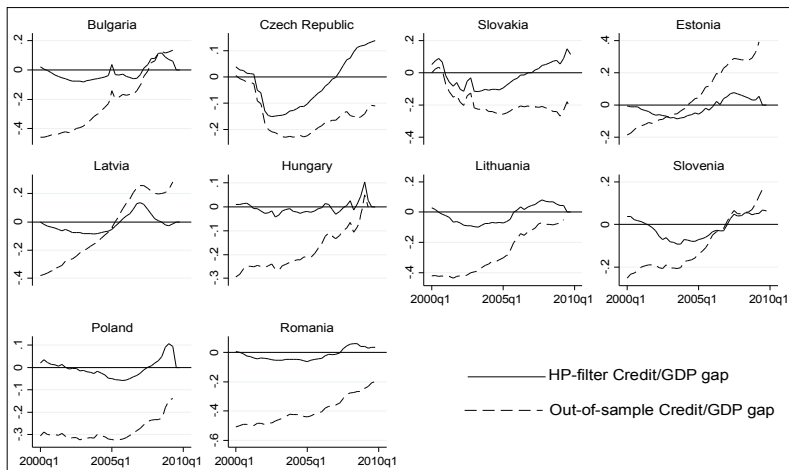 Bulgaria
.2
0
-.2
-.4
Czech Republic
.1
0
-.1
-.2
Slovakia
.2
0
-.2
-.4
Estonia
.4
.2
0
-.2
Latvia
.2
0
-.2
-.4
Hungary
.1
0
-.1
-.2
-.3
Lithuania
.2
0
-.2
-.4
2000q1 2005q1 2010q1
Slovenia
.2
0
-.2
2000q1 2005q1 2010q1
Poland
.1
0
-.1
-.2
-.3
2000q1 2005q1 2010q1
Romania
.2
0
-.2
-.4
-.6
2000q1 2005q1 2010q1
HP-filter Credit/GDP gap
Out-of-sample Credit/GDP gap